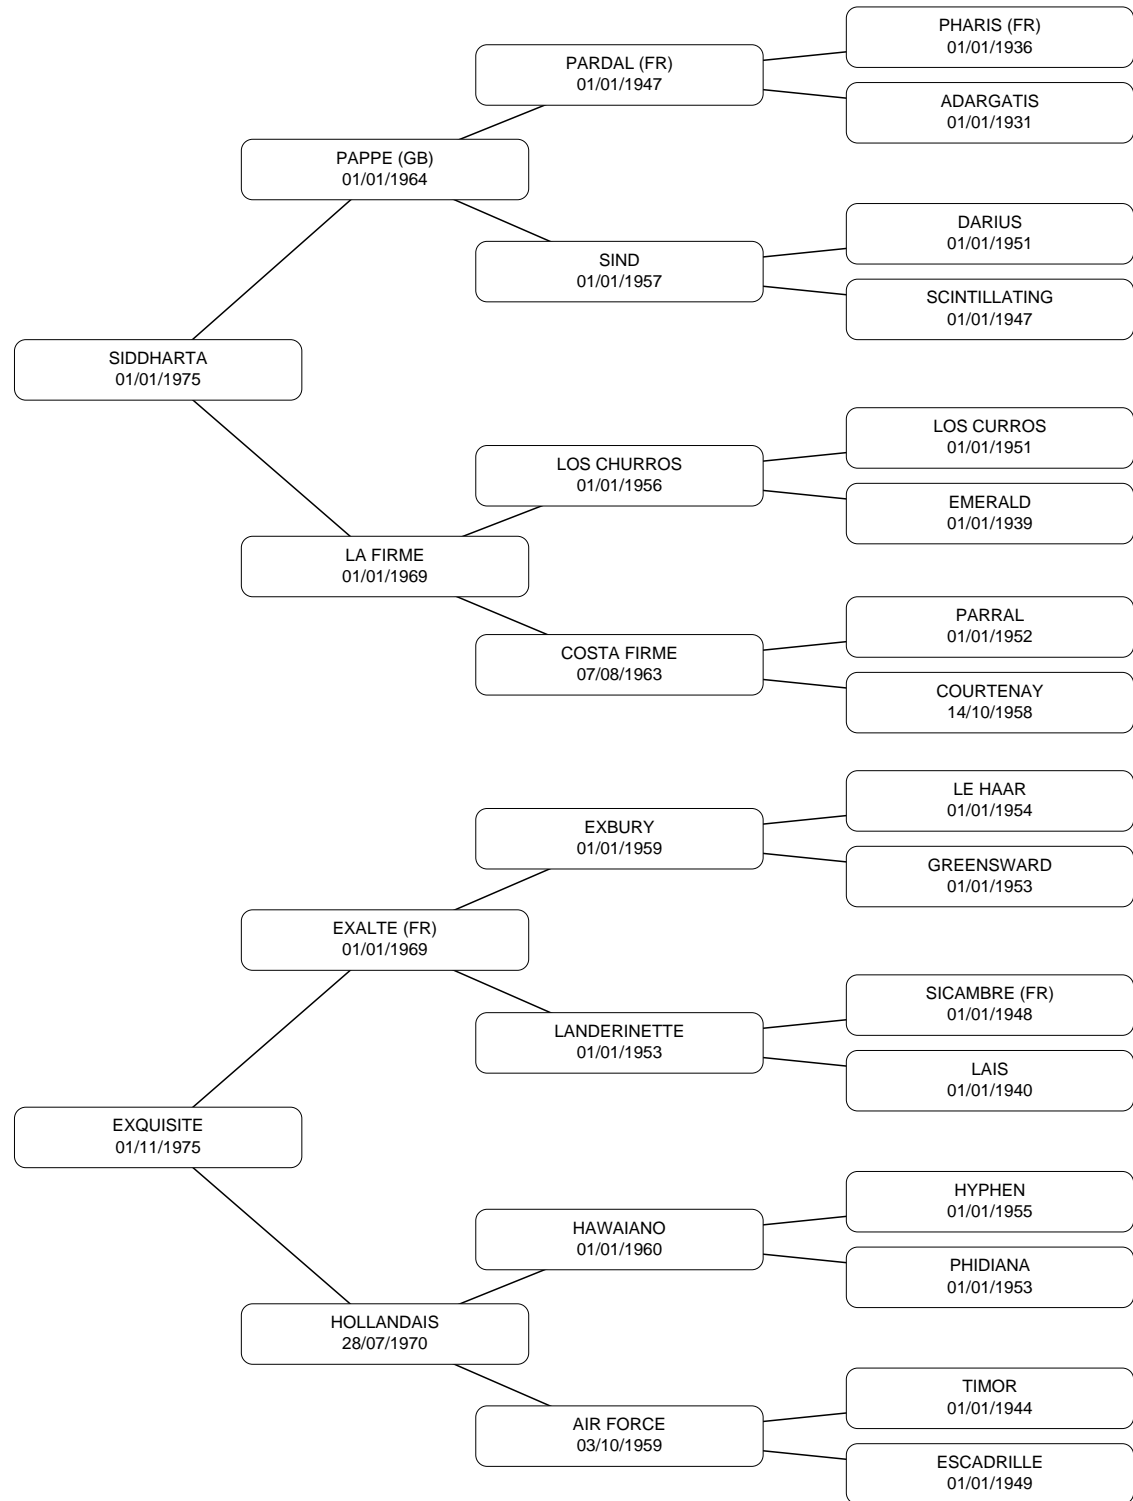 PHARIS (FR)
01/01/1936
PARDAL (FR)
01/01/1947
ADARGATIS
01/01/1931
PAPPE (GB)
01/01/1964
DARIUS
01/01/1951
SIND
01/01/1957
SCINTILLATING
01/01/1947
SIDDHARTA
01/01/1975
LOS CURROS
01/01/1951
LOS CHURROS
01/01/1956
EMERALD
01/01/1939
LA FIRME
01/01/1969
PARRAL
01/01/1952
COSTA FIRME
07/08/1963
COURTENAY
14/10/1958
LE HAAR
01/01/1954
EXBURY
01/01/1959
GREENSWARD
01/01/1953
EXALTE (FR)
01/01/1969
SICAMBRE (FR)
01/01/1948
LANDERINETTE
01/01/1953
LAIS
01/01/1940
EXQUISITE
01/11/1975
HYPHEN
01/01/1955
HAWAIANO
01/01/1960
PHIDIANA
01/01/1953
HOLLANDAIS
28/07/1970
TIMOR
01/01/1944
AIR FORCE
03/10/1959
ESCADRILLE
01/01/1949